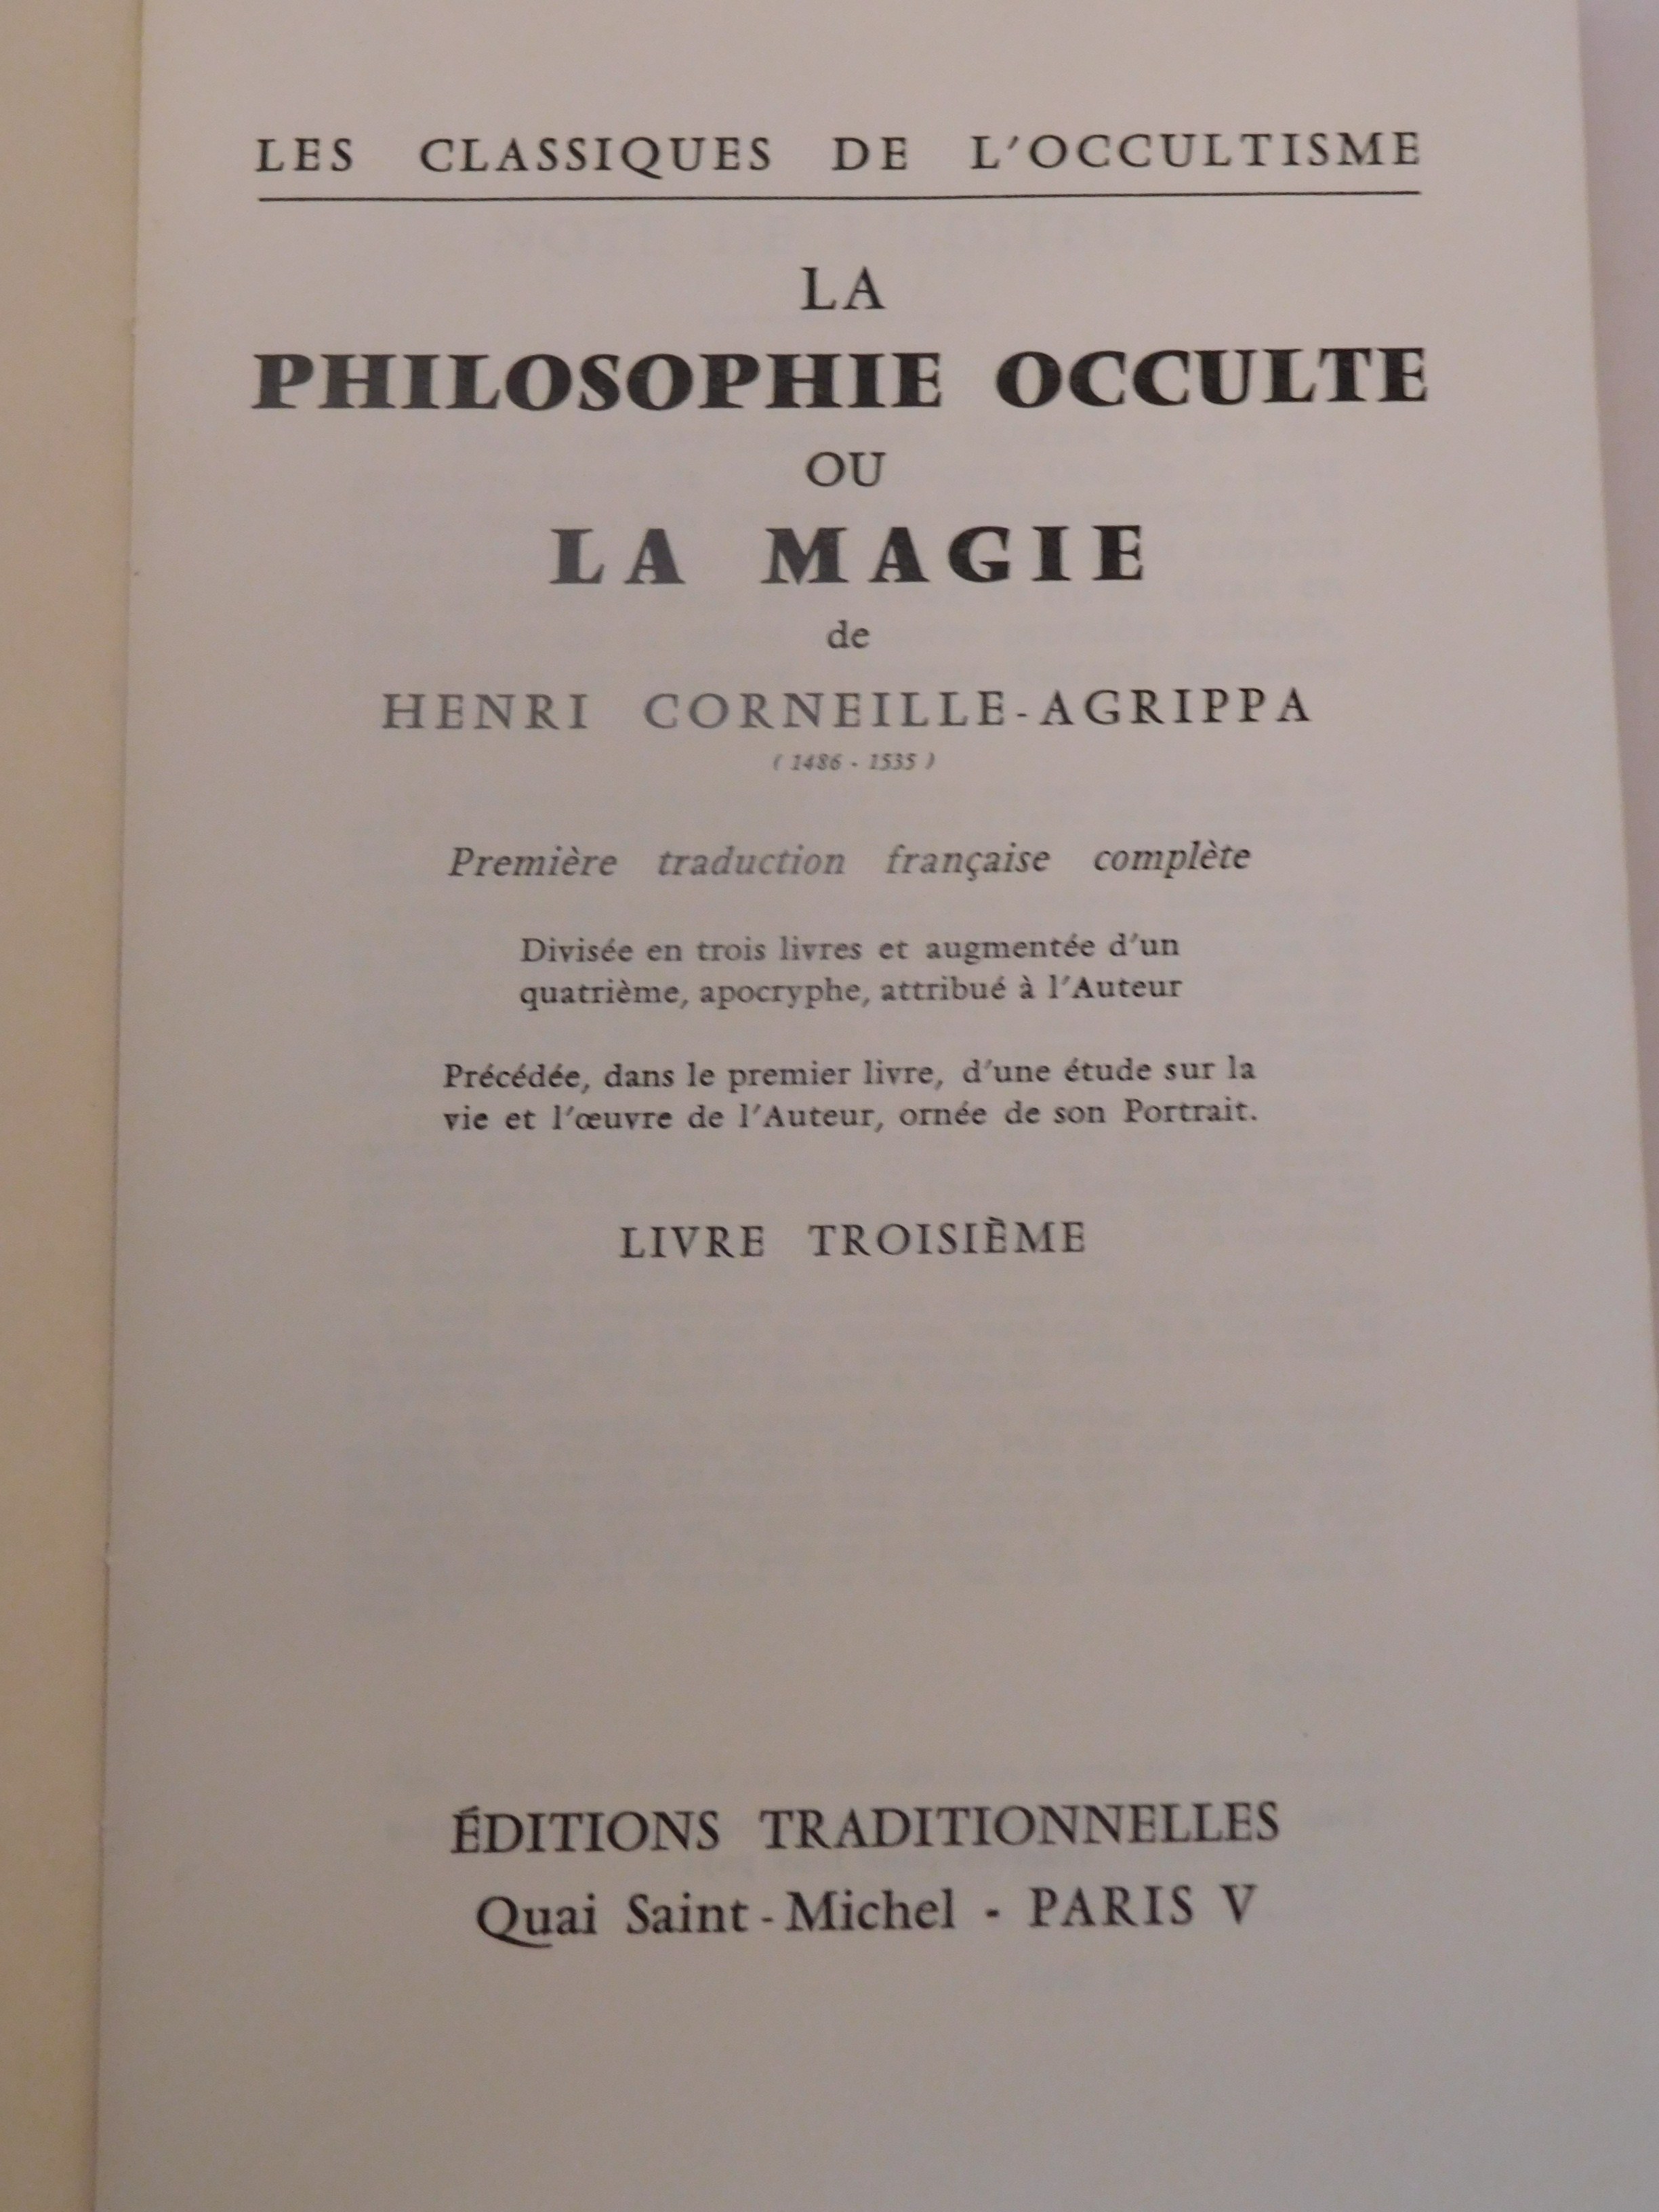 LES CLASSIQUES DE L'OCCULTISME
LA
PHILOSOPHIE OCCULTE
OU
LA MAGIE
de
HENRI CORNEILLE-AGRIPPA
( 1486 - 1535 )
Première traduction française complète
Divisée en trois livres et augmentée d'un
quatrième, apocryphe, attribué à l'Auteur
Précédée, dans le premier livre, d'une étude sur la
vie et l'œuvre de l'Auteur, ornée de son Portrait.
LIVRE TROISIÈME
ÉDITIONS TRADITIONNELLES
Quai Saint-Michel - PARIS V